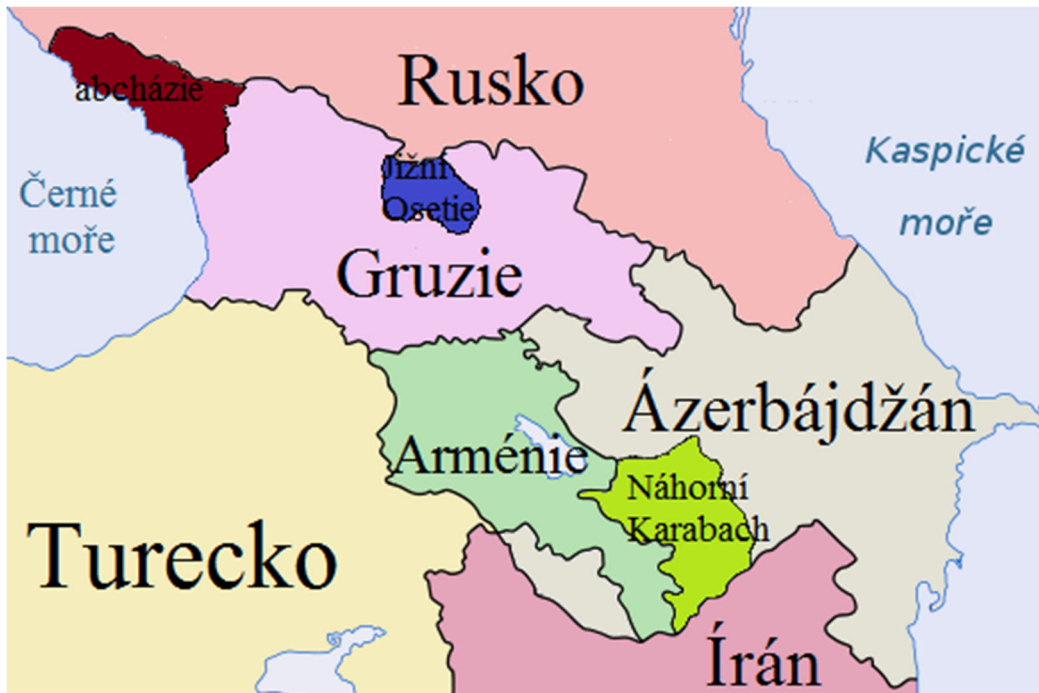 Rusko
abcházie
Kaspické
moře
Jižní
Osetie
Černé
moře
Gruzie
Ázerbájdžán
Arménie
Náhorní
Karabach
Turecko
Írán